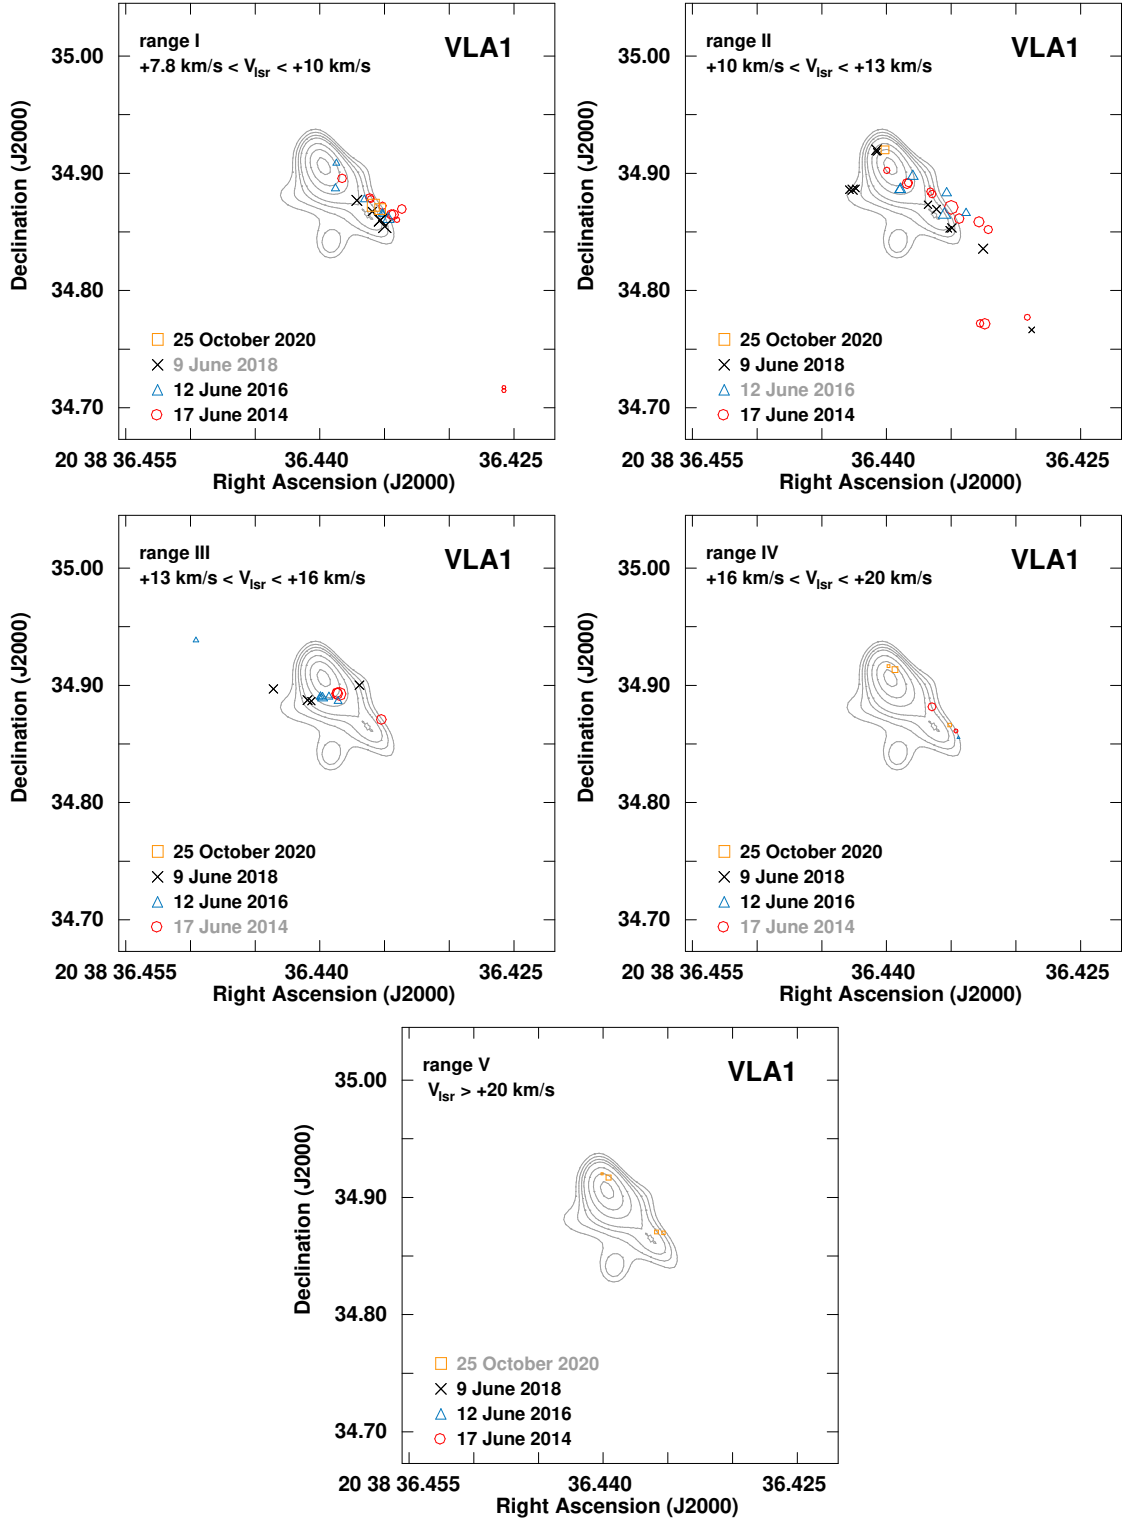 range I VLA1
+7.8 km/s < Vlsr < +10 km/s
35.00
34.90
34.80
34.70
Declination (J2000)
25 October 2020
9 June 2018
12 June 2016
17 June 2014
20 38 36.455 36.440 36.425
Right Ascension (J2000)
range II VLA1
+10 km/s < Vlsr < +13 km/s
35.00
34.90
34.80
34.70
Declination (J2000)
25 October 2020
9 June 2018
12 June 2016
17 June 2014
20 38 36.455 36.440 36.425
Right Ascension (J2000)
range III VLA1
+13 km/s < Vlsr < +16 km/s
35.00
34.90
34.80
34.70
Declination (J2000)
25 October 2020
9 June 2018
12 June 2016
17 June 2014
20 38 36.455 36.440 36.425
Right Ascension (J2000)
range IV VLA1
+16 km/s < Vlsr < +20 km/s
35.00
34.90
34.80
34.70
Declination (J2000)
25 October 2020
9 June 2018
12 June 2016
17 June 2014
20 38 36.455 36.440 36.425
Right Ascension (J2000)
range V VLA1
Vlsr > +20 km/s
35.00
34.90
34.80
34.70
Declination (J2000)
25 October 2020
9 June 2018
12 June 2016
17 June 2014
20 38 36.455 36.440 36.425
Right Ascension (J2000)